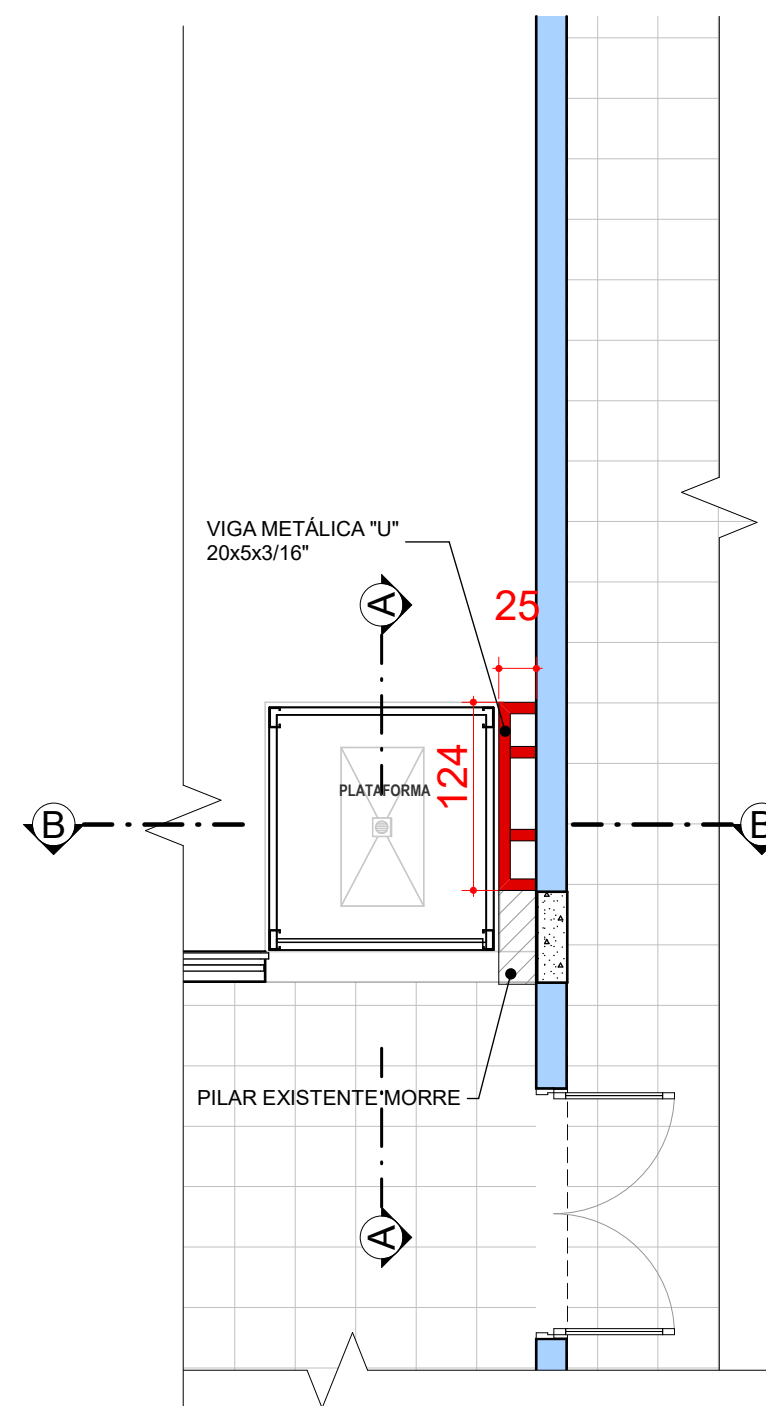 VIGA METÁLICA "U"
20x5x3/16"
A
25
124
PLATAFORMA
B
B
PILAR EXISTENTE MORRE
A